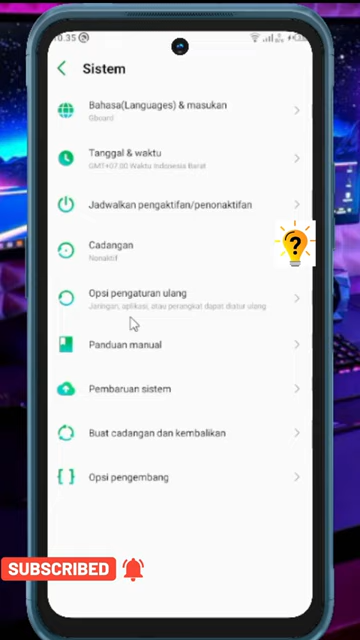 0.35
Sistem
Bahasa(Languages) & masukan
Gboard
Tanggal & waktu
GMT+07.00 Waktu Indonesia Barat
Jadwalkan pengaktifan/penonaktifan
?
Cadangan
Nonaktif
Opsi pengaturan ulang
Jaringan, aplikasi, atau perangkat dapat diatur ulang
Panduan manual
Pembaruan sistem
Buat cadangan dan kembalikan
{ } Opsi pengembang
SUBSCRIBED